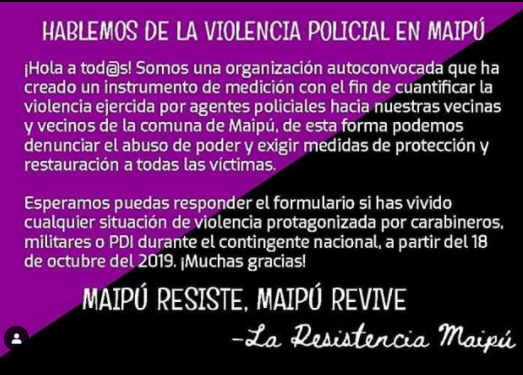 HABLEMOS DE LA VIOLENCIA POLICIAL EN MAIPÚ
¡Hola a tod@s! Somos una organización autoconvocada que ha
creado un instrumento de medición con el fin de cuantificar la
violencia ejercida por agentes policiales hacia nuestras vecinas
y vecinos de la comuna de Maipú, de esta forma podemos
denunciar el abuso de poder y exigir medidas de protección y
restauración a todas las víctimas.
Esperamos puedas responder el formulario si has vivido
cualquier situación de violencia protagonizada por carabineros,
militares o PDI durante el contingente nacional, a partir del 18
de octubre del 2019. ¡Muchas gracias!
MAIPÚ RESISTE, MAIPÚ REVIVE
-La Resistencia Maipú